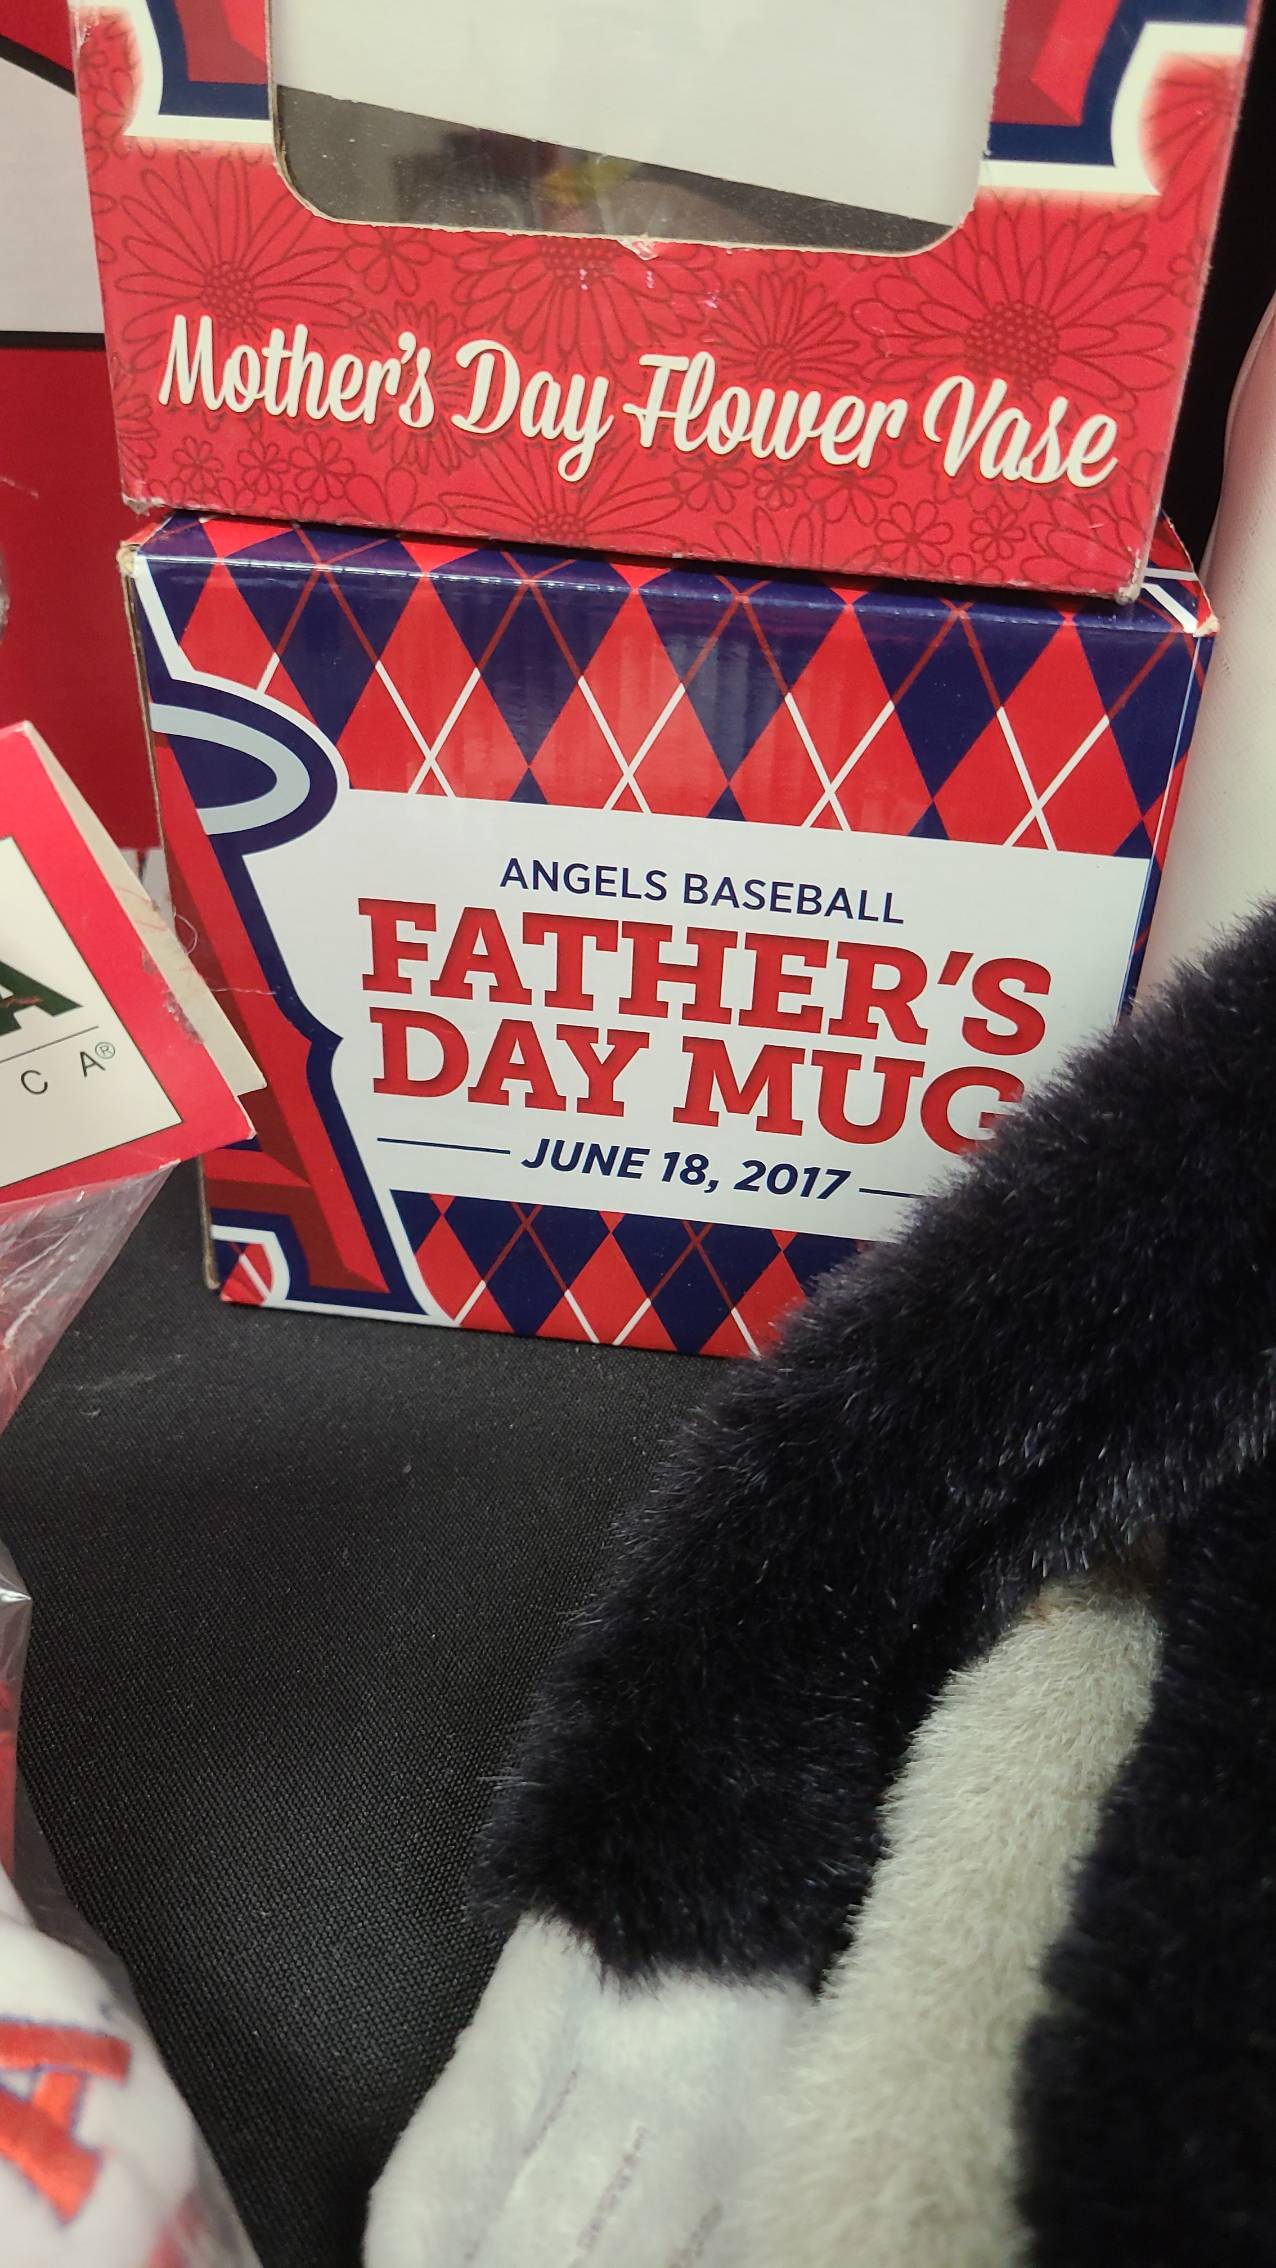 Mother's Day Flower Vase
ANGELS BASEBALL
FATHER'S
DAY MUG
JUNE 18, 2017
A
C A®
A